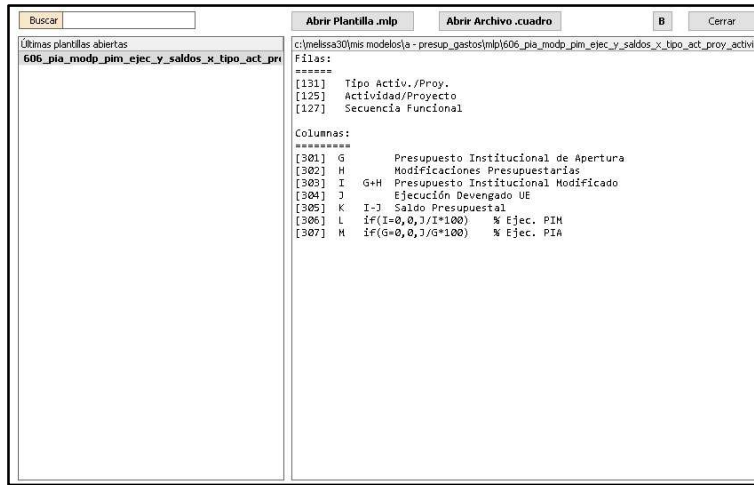 Buscar
Abrir Plantilla .mlp
Abrir Archivo .cuadro
B
Cerrar
Últimas plantillas abiertas
606_pia_modp_pim_ejec_y_saldos_x_tipo_act_pr
c:\melissa30\mis modelos\a - presup_gastos\mlp\606_pia_modp_pim_ejec_y_saldos_x_tipo_act_proy_activi
Filas:
======
[131] Tipo Activ./Proy.
[125] Actividad/Proyecto
[127] Secuencia Funcional
Columnas:
=========
[301] G Presupuesto Institucional de Apertura
[302] H Modificaciones Presupuestarias
[303] I G+H Presupuesto Institucional Modificado
[304] J Ejecución Devengado UE
[305] K I-J Saldo Presupuestal
[306] L if(I=0,0,J/I*100) % Ejec. PIM
[307] M if(G=0,0,J/G*100) % Ejec. PIA